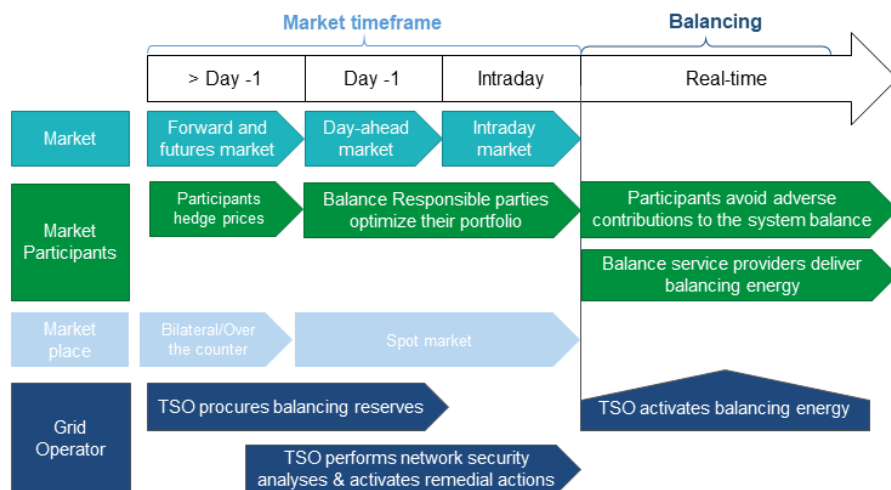 Market timeframe
Balancing
> Day -1
Day -1
Intraday
Real-time
Market
Forward and
futures market
Day-ahead
market
Intraday
market
Market
Participants
Participants
hedge prices
Balance Responsible parties
optimize their portfolio
Participants avoid adverse
contributions to the system balance
Balance service providers deliver
balancing energy
Market
place
Bilateral/Over
the counter
Spot market
Grid
Operator
TSO procures balancing reserves
TSO activates balancing energy
TSO performs network security
analyses & activates remedial actions